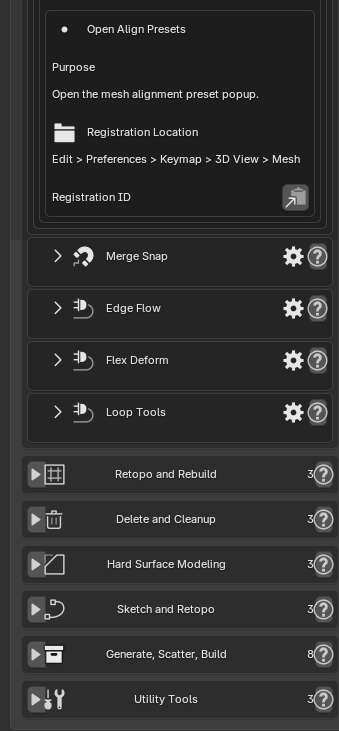 Open Align Presets
Purpose
Open the mesh alignment preset popup.
Registration Location
Edit > Preferences > Keymap > 3D View > Mesh
Registration ID
Merge Snap ?
Edge Flow ?
Flex Deform ?
Loop Tools ?
Retopo and Rebuild 3 ?
Delete and Cleanup 3 ?
Hard Surface Modeling 3 ?
Sketch and Retopo 3 ?
Generate, Scatter, Build 8 ?
Utility Tools 3 ?